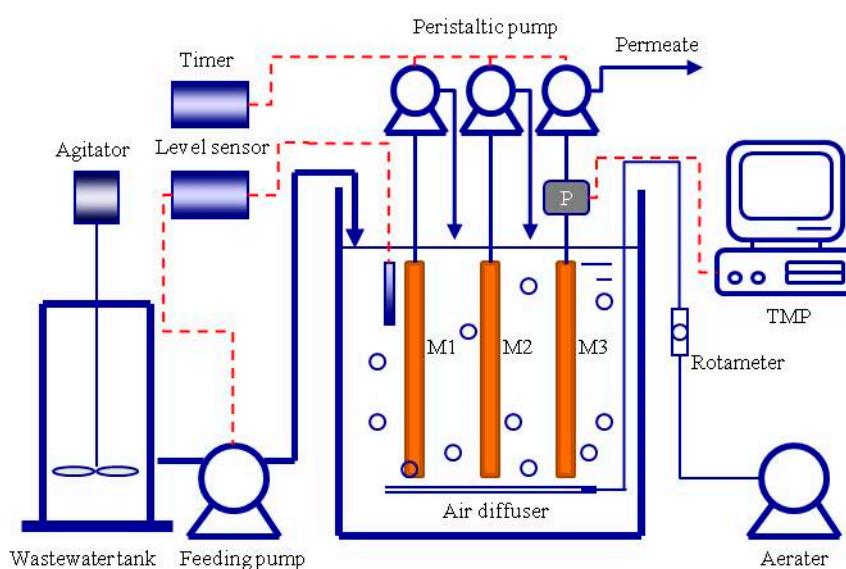 Peristaltic pump
Permeate
Timer
Level sensor
Agitator
P
TMP
M1
M2
M3
Rotameter
Air diffuser
Wastewater tank
Feeding pump
Aerater